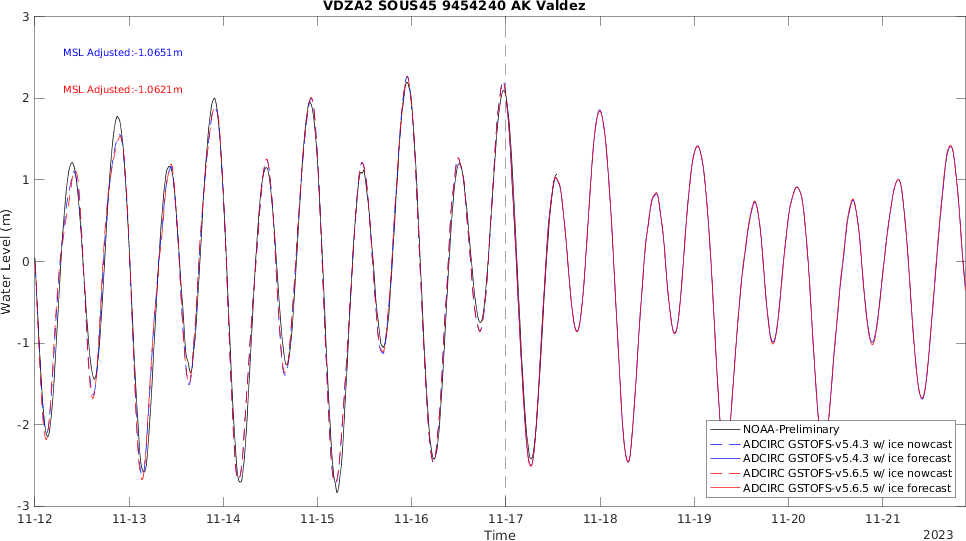 VDZA2 SOUS45 9454240 AK Valdez
MSL Adjusted:-1.0651m
MSL Adjusted:-1.0621m
Water Level (m)
3
2
1
0
-1
-2
-3
NOAA-Preliminary
ADCIRC GSTOFS-v5.4.3 w/ ice nowcast
ADCIRC GSTOFS-v5.4.3 w/ ice forecast
ADCIRC GSTOFS-v5.6.5 w/ ice nowcast
ADCIRC GSTOFS-v5.6.5 w/ ice forecast
11-12 11-13 11-14 11-15 11-16 11-17 11-18 11-19 11-20 11-21
Time
2023